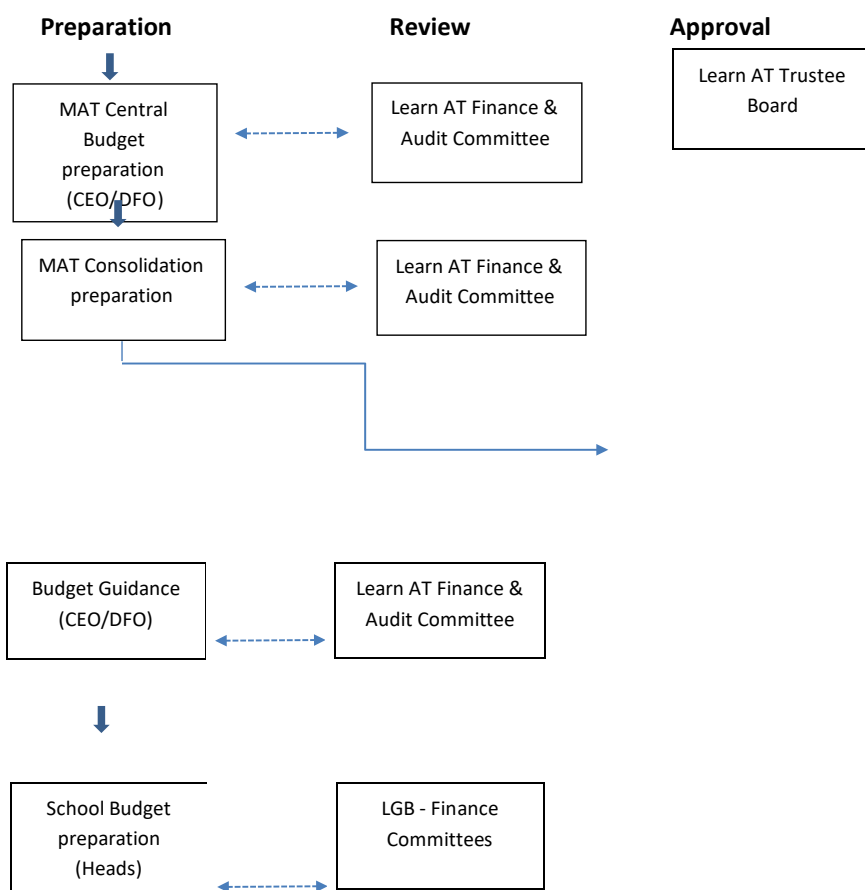 Preparation
Review
Approval
MAT Central
Budget
preparation
(CEO/DFO)
Learn AT Finance &
Audit Committee
Learn AT Trustee
Board
MAT Consolidation
preparation
Learn AT Finance &
Audit Committee
Budget Guidance
(CEO/DFO)
Learn AT Finance &
Audit Committee
School Budget
preparation
(Heads)
LGB - Finance
Committees